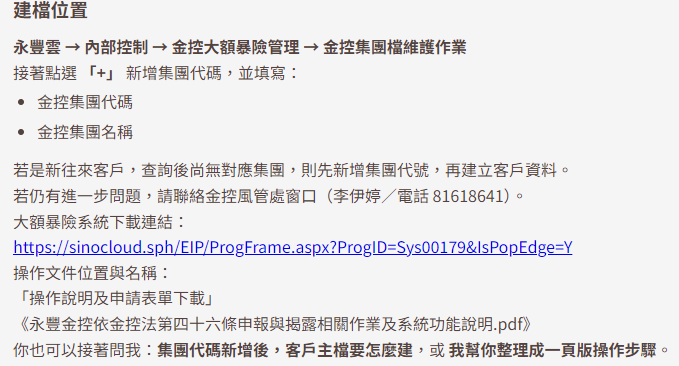 建檔位置
永豐雲 → 內部控制 → 金控大額暴險管理 → 金控集團檔維護作業
接著點選 「+」 新增集團代碼，並填寫：
• 金控集團代碼
• 金控集團名稱
若是新往來客戶，查詢後尚無對應集團，則先新增集團代號，再建立客戶資料。
若仍有進一步問題，請聯絡金控風管處窗口（李伊婷／電話 81618641）。
大額暴險系統下載連結：
https://sinocloud.sph/EIP/ProgFrame.aspx?ProgID=Sys00179&IsPopEdge=Y
操作文件位置與名稱：
「操作說明及申請表單下載」
《永豐金控依金控法第四十六條申報與揭露相關作業及系統功能說明.pdf》
你也可以接著問我：集團代碼新增後，客戶主檔要怎麼建，或 我幫你整理成一頁版操作步驟。